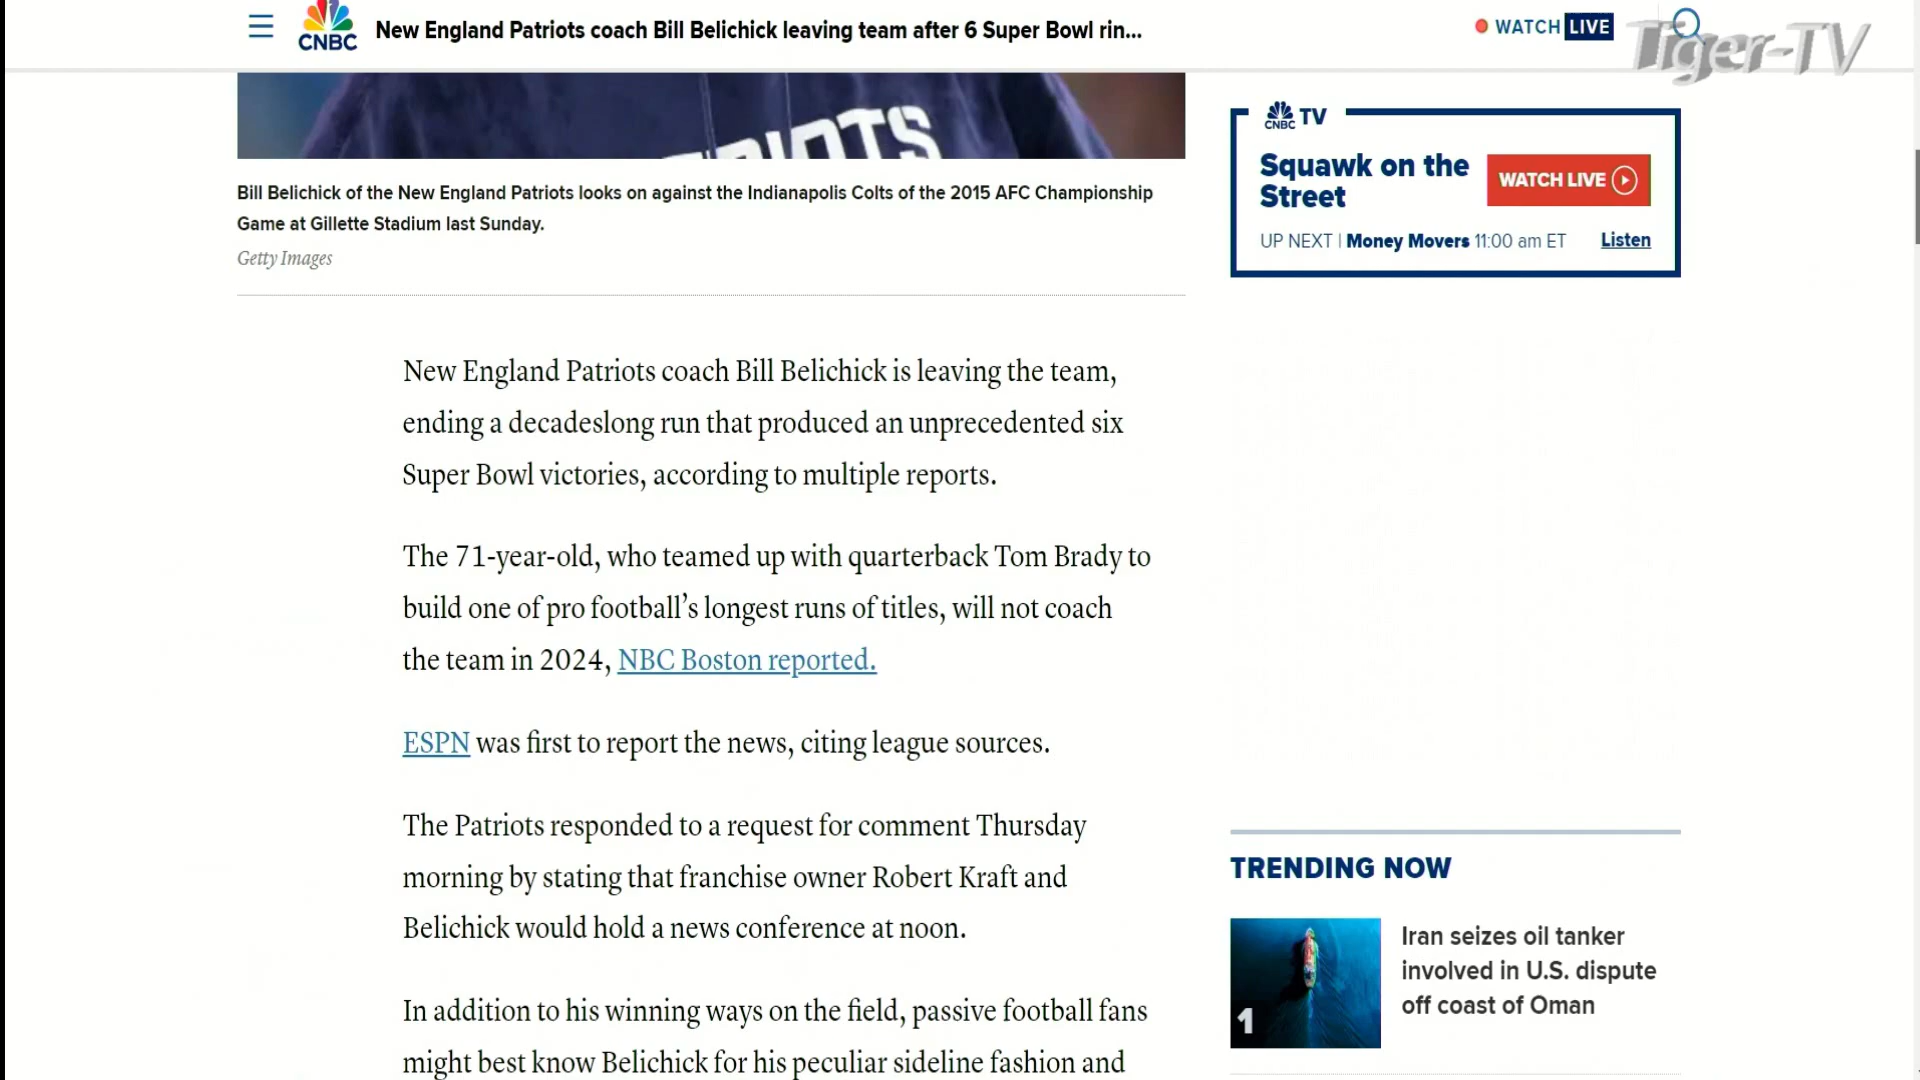 CNBC
New England Patriots coach Bill Belichick leaving team after 6 Super Bowl rin...
WATCH LIVE
Tiger-TV
PATRIOTS
Bill Belichick of the New England Patriots looks on against the Indianapolis Colts of the 2015 AFC Championship
Game at Gillette Stadium last Sunday.
Getty Images
New England Patriots coach Bill Belichick is leaving the team,
ending a decadeslong run that produced an unprecedented six
Super Bowl victories, according to multiple reports.
The 71-year-old, who teamed up with quarterback Tom Brady to
build one of pro football’s longest runs of titles, will not coach
the team in 2024, NBC Boston reported.
ESPN was first to report the news, citing league sources.
The Patriots responded to a request for comment Thursday
morning by stating that franchise owner Robert Kraft and
Belichick would hold a news conference at noon.
In addition to his winning ways on the field, passive football fans
might best know Belichick for his peculiar sideline fashion and
CNBC TV
Squawk on the
Street
WATCH LIVE
UP NEXT | Money Movers 11:00 am ET
Listen
TRENDING NOW
1
Iran seizes oil tanker
involved in U.S. dispute
off coast of Oman